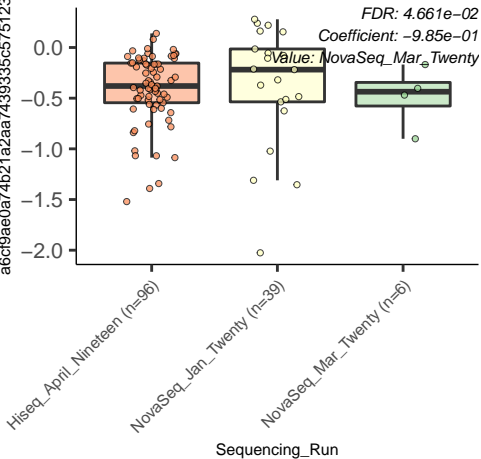 FDR: 4.661e−02
Coefficient: −9.85e−01
Value: NovaSeq_Mar_Twenty
0.0
−0.5
−1.0
−1.5
−2.0
Hiseq_April_Nineteen (n=96)
NovaSeq_Jan_Twenty (n=39)
NovaSeq_Mar_Twenty (n=6)
Sequencing_Run